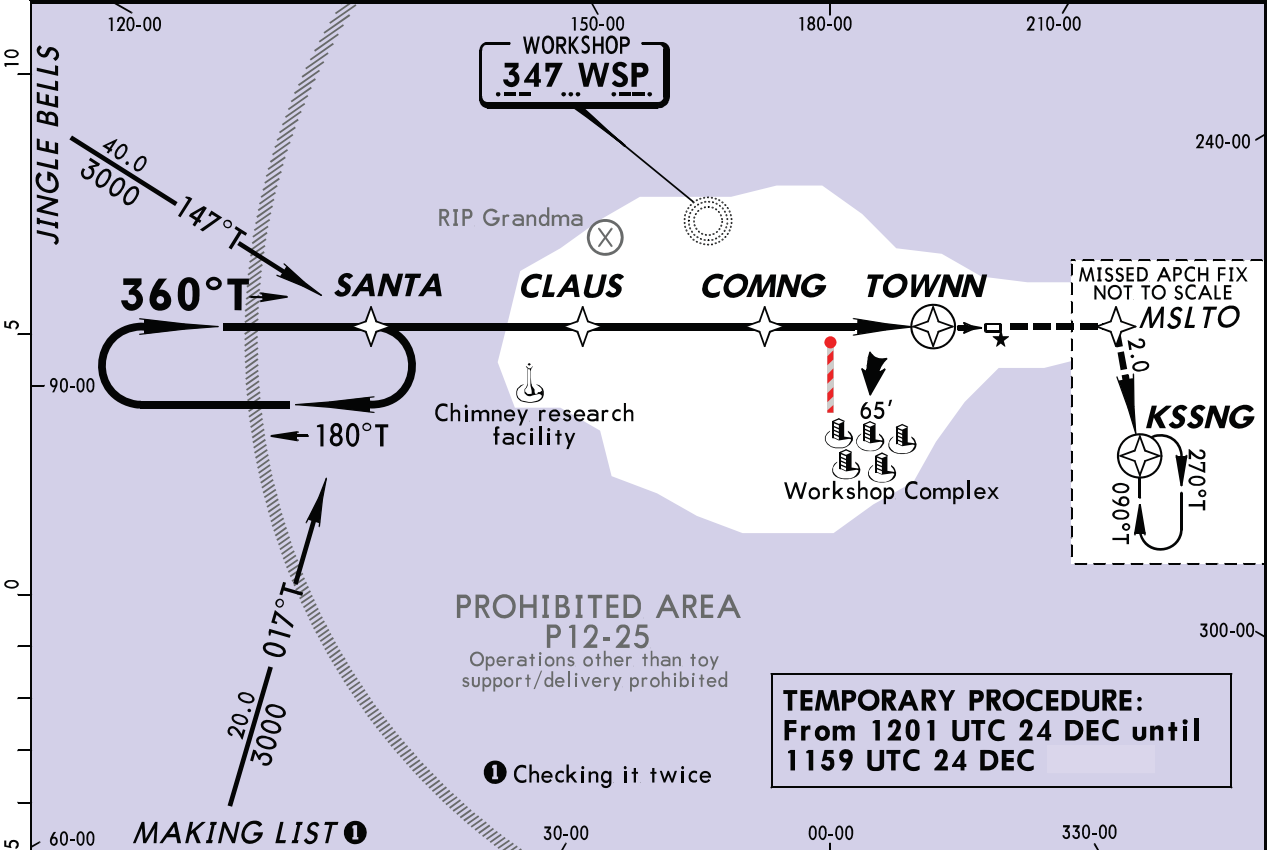 120-00
150-00
180-00
210-00
10
JINGLE BELLS
WORKSHOP
347 WSP
240-00
40.0
3000
147°T
RIP Grandma
X
360°T
SANTA
CLAUS
COMNG
TOWNN
MISSED APCH FIX
NOT TO SCALE
MSLTO
5
2.0
90-00
Chimney research
facility
65'
KSSNG
180°T
270°T
090°T
Workshop Complex
0
017°T
PROHIBITED AREA
P12-25
Operations other than toy
support/delivery prohibited
300-00
20.0
3000
TEMPORARY PROCEDURE:
From 1201 UTC 24 DEC until
1159 UTC 24 DEC
1 Checking it twice
MAKING LIST 1
5
60-00
30-00
00-00
330-00